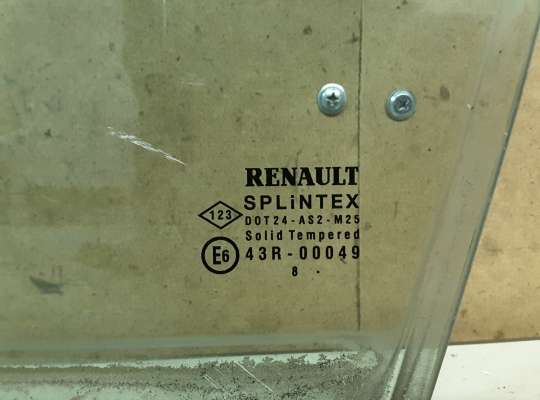 RENAULT
SPLiNTEX
123
DOT24-AS2-M25
Solid Tempered
E6 43R-00049
8 .